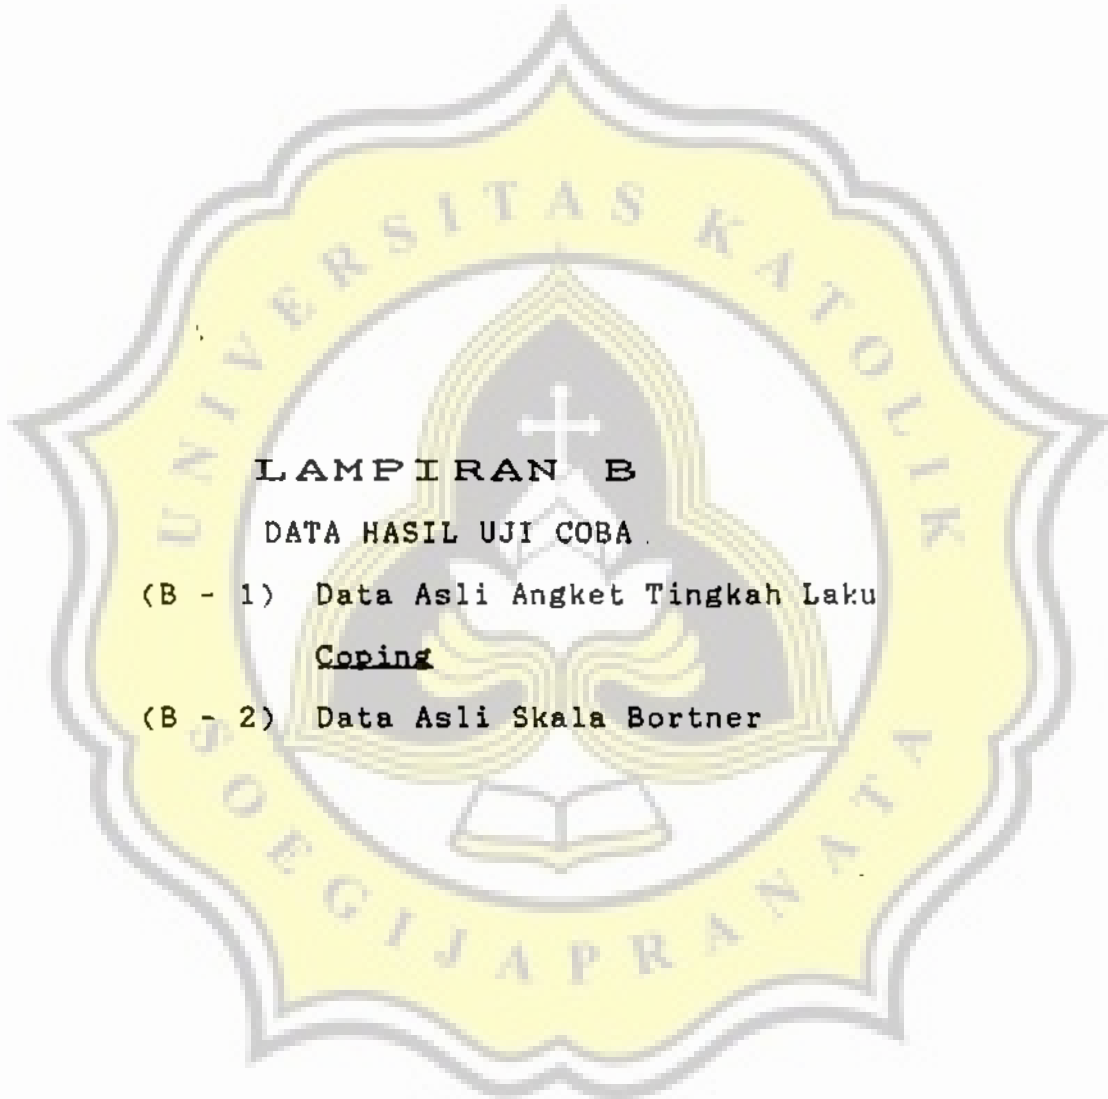 UNIVERSITAS KATOLIK
LAMPIRAN B
DATA HASIL UJI COBA
(B - 1) Data Asli Angket Tingkah Laku
Coping
(B - 2) Data Asli Skala Bortner
SOEGIJAPRANATA